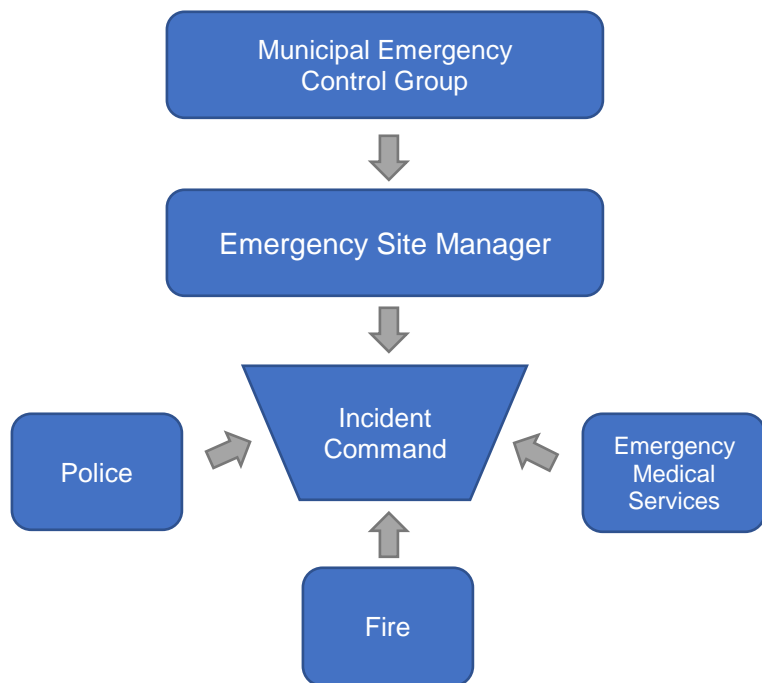 Municipal Emergency
Control Group
Emergency Site Manager
Incident
Command
Police
Emergency
Medical
Services
Fire